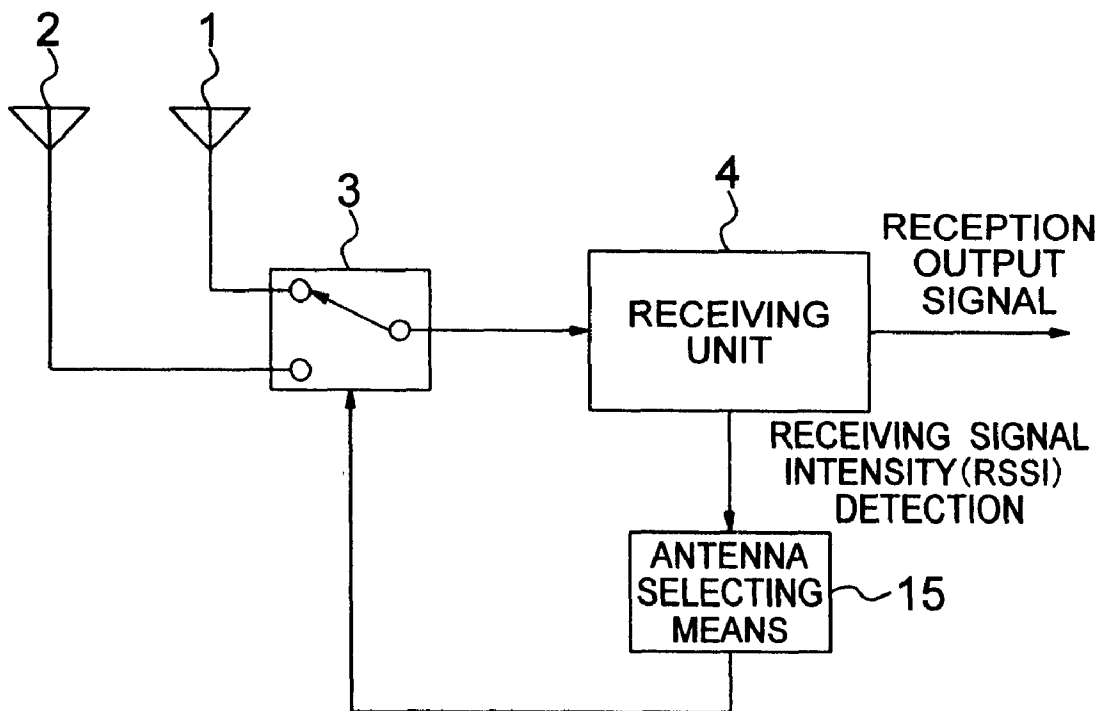 2
1
3
4
RECEPTION
OUTPUT
SIGNAL
RECEIVING
UNIT
RECEIVING SIGNAL
INTENSITY(RSSI)
DETECTION
ANTENNA
SELECTING
MEANS
15